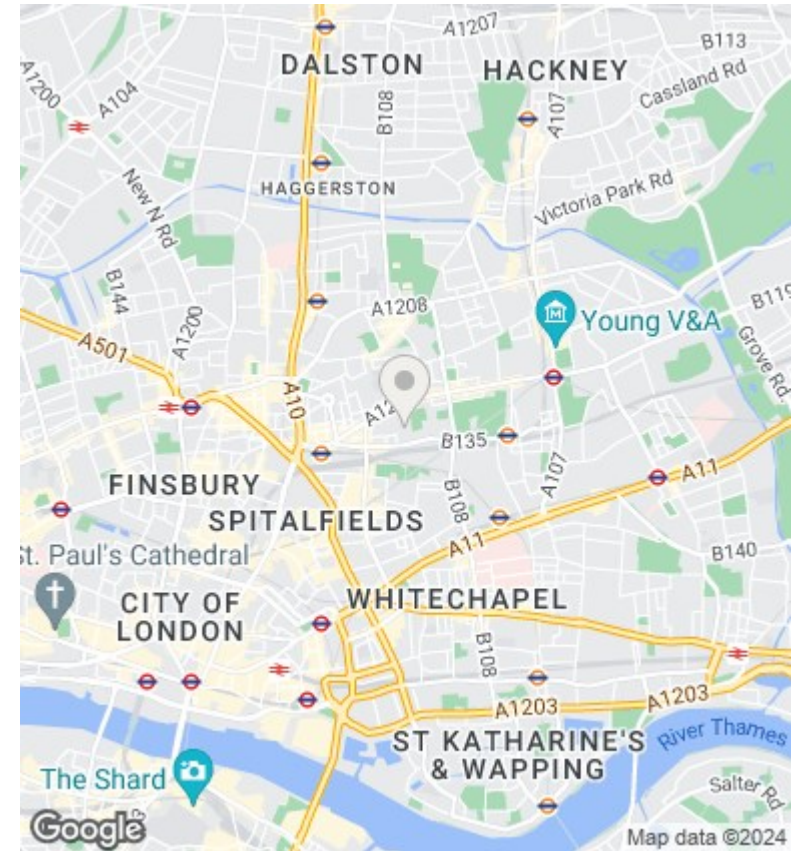 A1207
B113
DALSTON
HACKNEY
A1200
A104
B108
A107
Cassland Rd
New N Rd
HAGGERSTON
Victoria Park Rd
B144
A1200
A1208
B119
Young V&A
Grove Rd.
A501
A10
B135
A107
A11
FINSBURY
SPITALFIELDS
B108
A11
B140
St. Paul's Cathedral
CITY OF
LONDON
WHITECHAPEL
B108
A1203
A1203
ST KATHARINE'S
& WAPPING
River Thames
The Shard
Salter Rd
Google
Map data ©2024